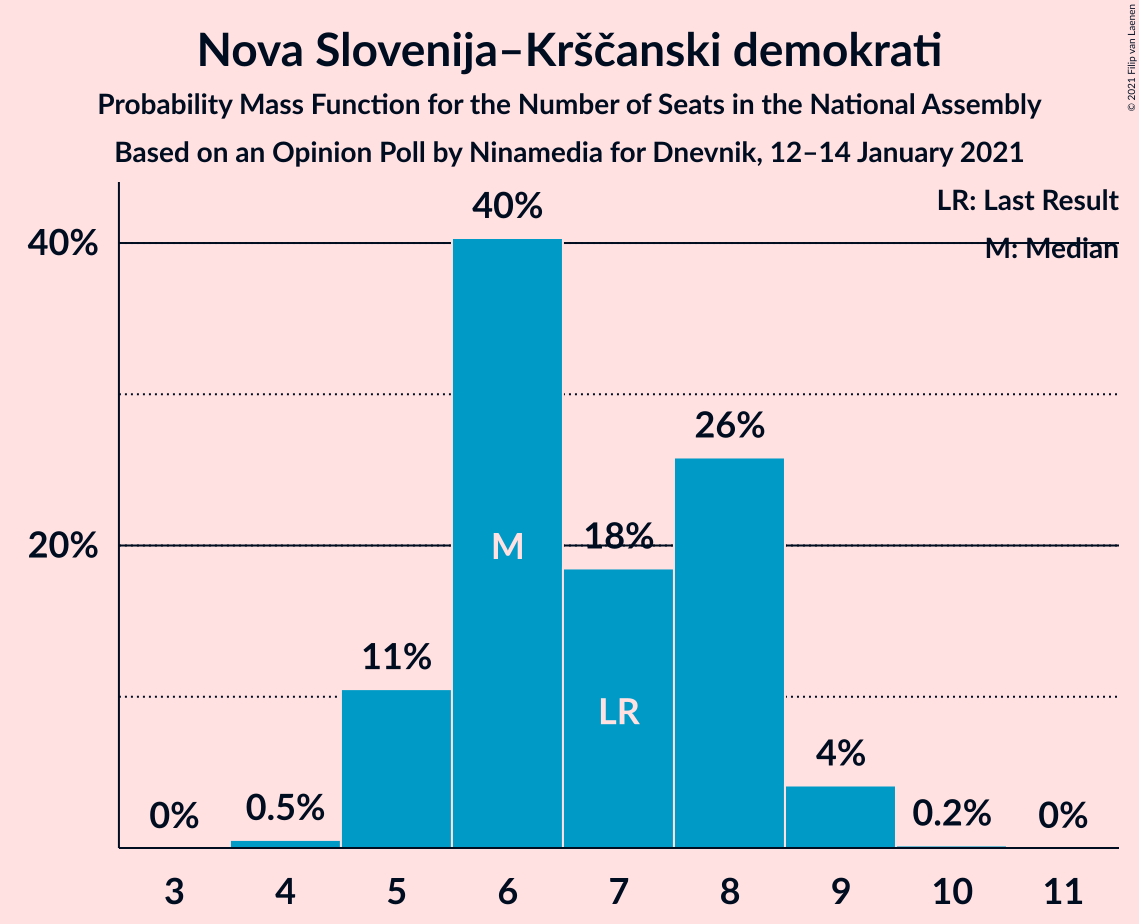 Nova Slovenija–Krščanski demokrati
Probability Mass Function for the Number of Seats in the National Assembly
Based on an Opinion Poll by Ninamedia for Dnevnik, 12–14 January 2021
© 2021 Filip van Laenen
LR: Last Result
M: Median
40%
20%
0%
0.5%
11%
40%
18%
26%
4%
0.2%
0%
M
LR
3 4 5 6 7 8 9 10 11